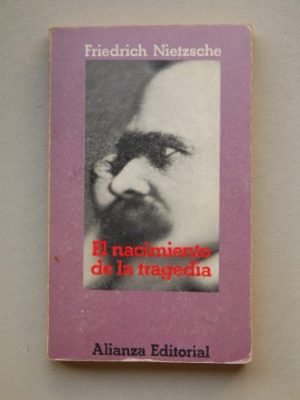 Friedrich Nietzsche
El nacimiento
de la tragedia
Alianza Editorial